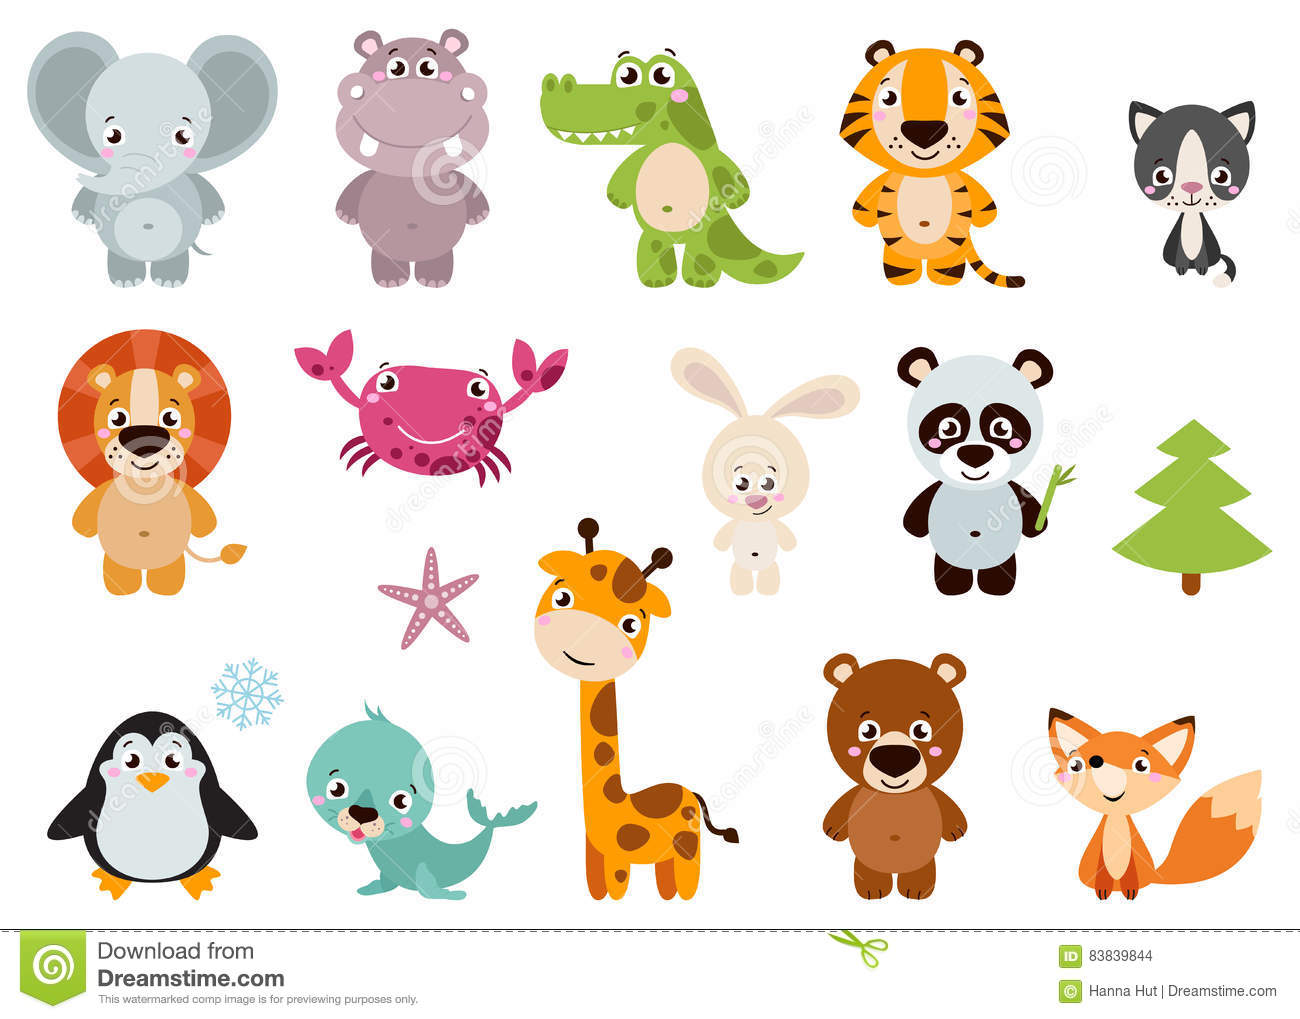 Download from
Dreamstime.com
This watermarked comp image is for previewing purposes only.
ID 83839844
© Hanna Hut | Dreamstime.com